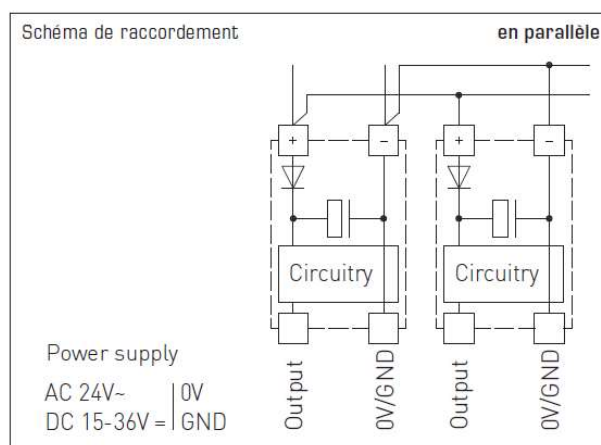 Schéma de raccordement
en parallèle
+
−
+
−
Circuitry
Circuitry
Output
0V/GND
Output
0V/GND
Power supply
AC 24V~ | 0V
DC 15-36V = | GND